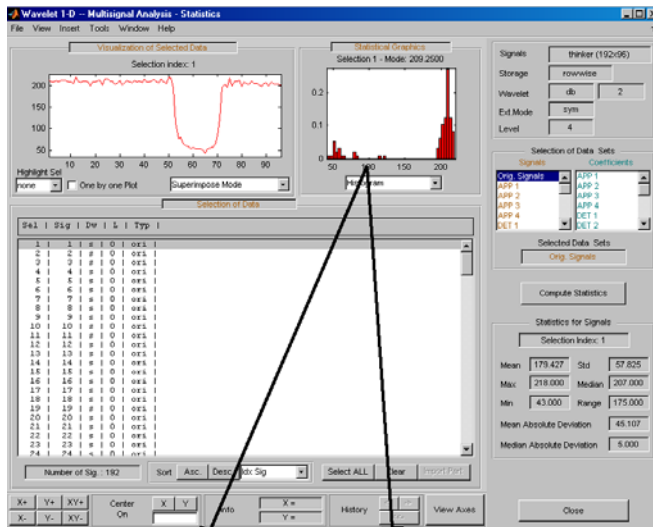 Wavelet 1-D -- Multisignal Analysis - Statistics
File View Insert Tools Window Help
Visualization of Selected Data
Selection index: 1
200
150
100
50
10 20 30 40 50 60 70 80 90
Highlight Sel
none
One by one Plot
Superimpose Mode
Statistical Graphics
Selection 1 - Mode: 209.2500
0.2
0.1
0
50 100 150 200
Histogram
Selection of Data
Sel | Sig | Dw | L | Typ |
1 | 1 | s | 0 | ori |
2 | 2 | s | 0 | ori |
3 | 3 | s | 0 | ori |
4 | 4 | s | 0 | ori |
5 | 5 | s | 0 | ori |
6 | 6 | s | 0 | ori |
7 | 7 | s | 0 | ori |
8 | 8 | s | 0 | ori |
9 | 9 | s | 0 | ori |
10 | 10 | s | 0 | ori |
11 | 11 | s | 0 | ori |
12 | 12 | s | 0 | ori |
13 | 13 | s | 0 | ori |
14 | 14 | s | 0 | ori |
15 | 15 | s | 0 | ori |
16 | 16 | s | 0 | ori |
17 | 17 | s | 0 | ori |
18 | 18 | s | 0 | ori |
19 | 19 | s | 0 | ori |
20 | 20 | s | 0 | ori |
21 | 21 | s | 0 | ori |
22 | 22 | s | 0 | ori |
23 | 23 | s | 0 | ori |
24 | 24 | s | 0 | ori |
Number of Sig. : 192
Sort Asc. Desc. Idx Sig
Select ALL Clear Import Part
Signals thinker (192x96)
Storage rowwise
Wavelet db 2
Ext.Mode sym
Level 4
Selection of Data Sets
Signals Coefficients
Orig. Signals APP 1
APP 1 APP 2
APP 2 APP 3
APP 3 APP 4
APP 4 DET 1
DET 1 DET 2
Selected Data Sets
Orig. Signals
Compute Statistics
Statistics for Signals
Selection Index: 1
Mean 179.427 Std 57.825
Max 218.000 Median 207.000
Min 43.000 Range 175.000
Mean Absolute Deviation 45.107
Median Absolute Deviation 5.000
X+ Y+ XY+
X- Y- XY-
Center
On
X Y
X =
Y =
History
View Axes
Close